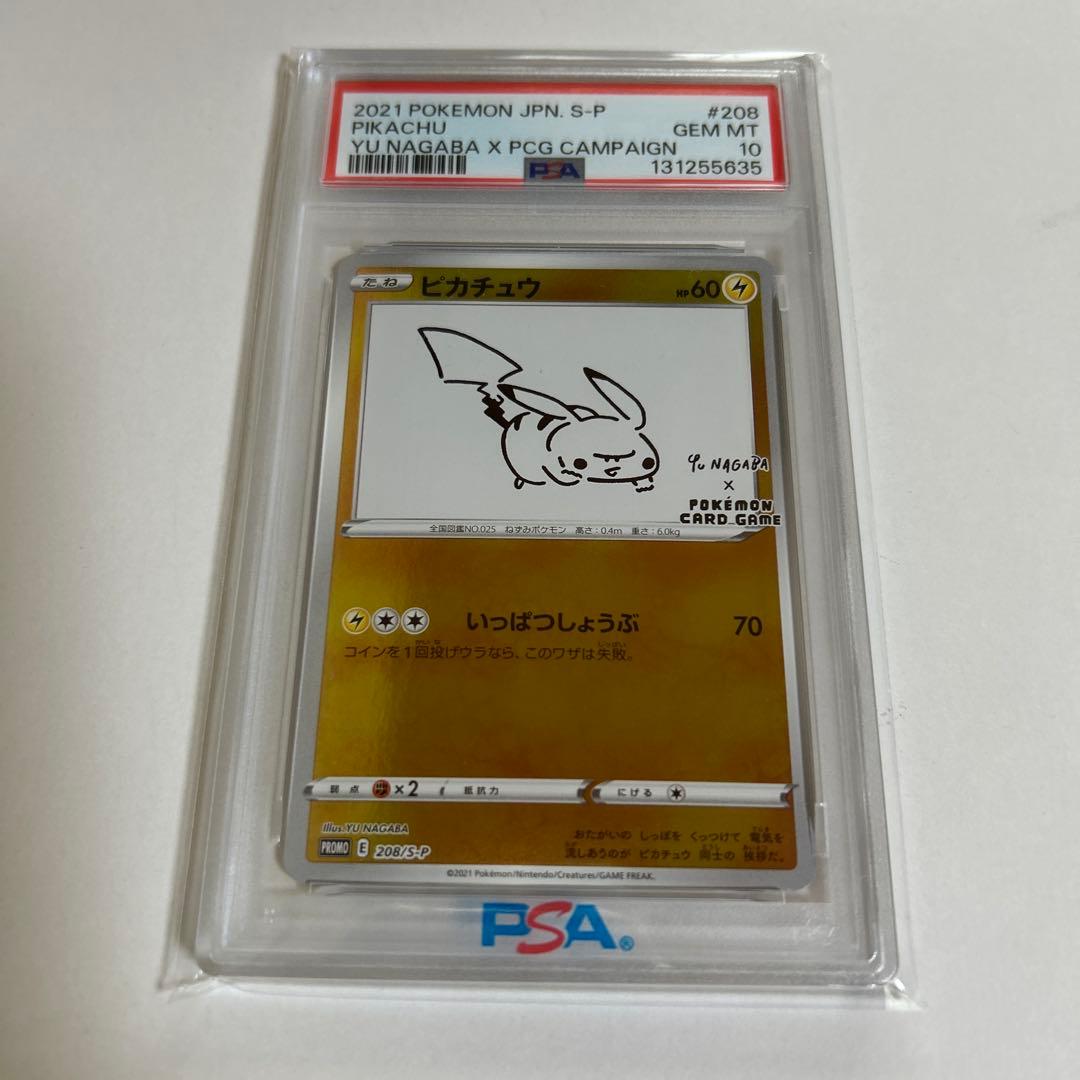 2021 POKEMON JPN. S-P #208
PIKACHU GEM MT
YU NAGABA X PCG CAMPAIGN 10
PSA 131255635
たね ピカチュウ HP60
Yu NAGABA
×
POKÉMON
CARD GAME
全国図鑑NO.025 ねずみポケモン 高さ:0.4m 重さ:6.0kg
いっぱつしょうぶ 70
コインを1回投げウラなら、このワザは失敗。
弱点 ×2 抵抗力 にげる
Illus. YU NAGABA
PROMO E 208/S-P
おたがいの しっぽを くっつけて 電気を
流しあうのが ピカチュウ 同士の 挨拶だ。
©2021 Pokémon/Nintendo/Creatures/GAME FREAK.
PSA®